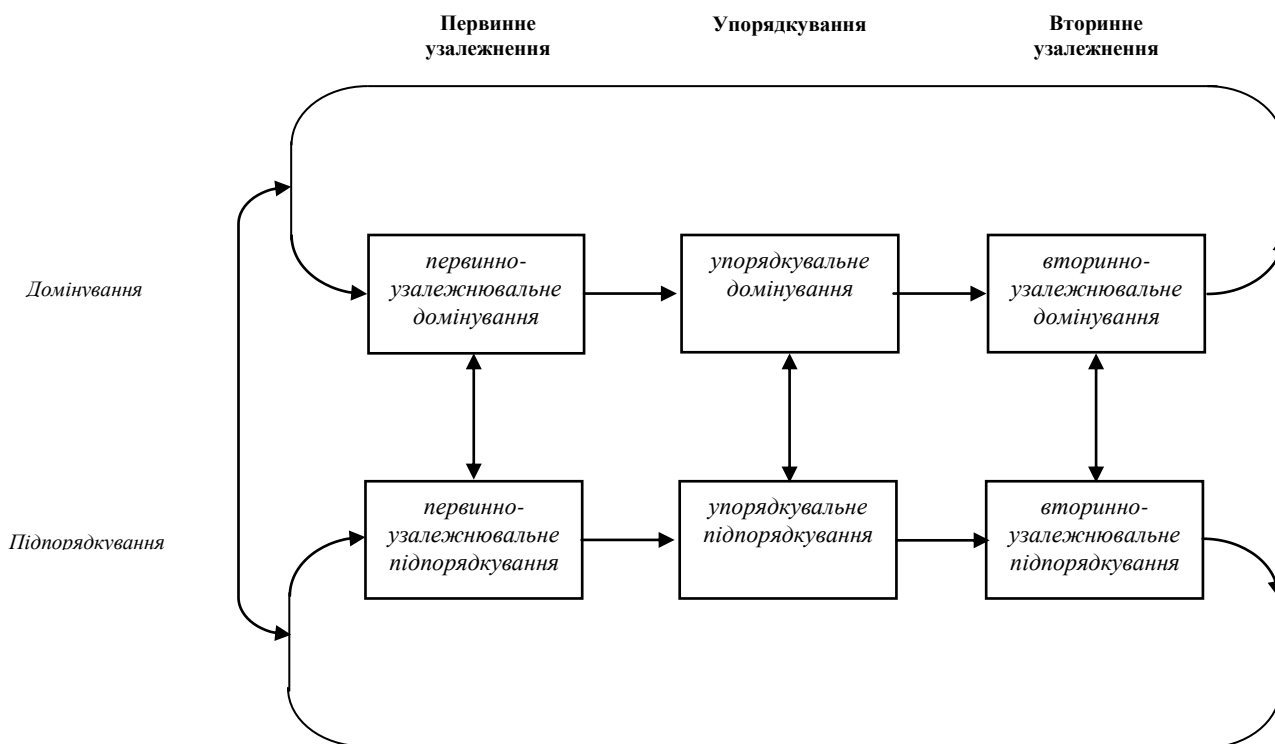 Первинне
узалежнення
Упорядкування
Вторинне
узалежнення
Домінування
первинно-
узалежнювальне
домінування
упорядкувальне
домінування
вторинно-
узалежнювальне
домінування
Підпорядкування
первинно-
узалежнювальне
підпорядкування
упорядкувальне
підпорядкування
вторинно-
узалежнювальне
підпорядкування